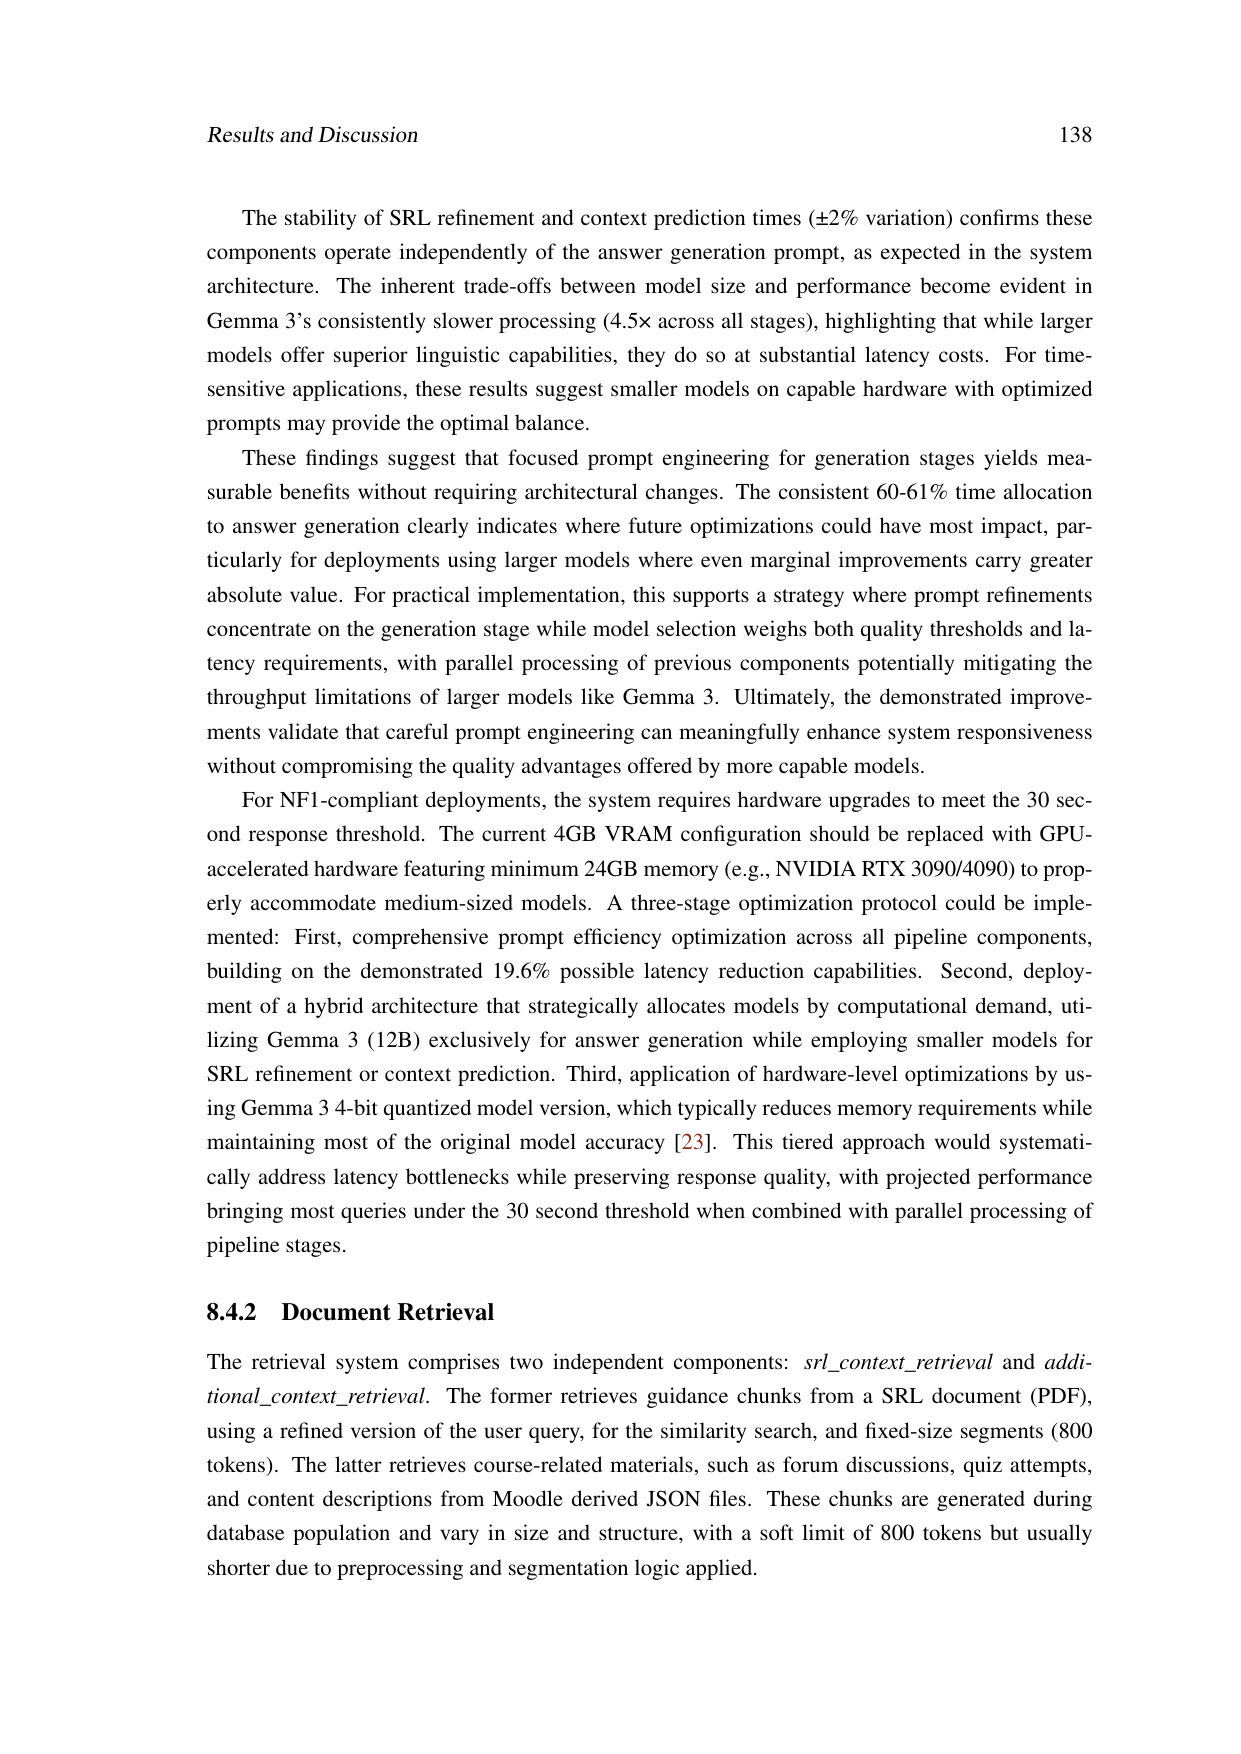 Results and Discussion 138
The stability of SRL refinement and context prediction times (±2% variation) confirms these
components operate independently of the answer generation prompt, as expected in the system
architecture. The inherent trade-offs between model size and performance become evident in
Gemma 3’s consistently slower processing (4.5× across all stages), highlighting that while larger
models offer superior linguistic capabilities, they do so at substantial latency costs. For time-
sensitive applications, these results suggest smaller models on capable hardware with optimized
prompts may provide the optimal balance.
These findings suggest that focused prompt engineering for generation stages yields mea-
surable benefits without requiring architectural changes. The consistent 60-61% time allocation
to answer generation clearly indicates where future optimizations could have most impact, par-
ticularly for deployments using larger models where even marginal improvements carry greater
absolute value. For practical implementation, this supports a strategy where prompt refinements
concentrate on the generation stage while model selection weighs both quality thresholds and la-
tency requirements, with parallel processing of previous components potentially mitigating the
throughput limitations of larger models like Gemma 3. Ultimately, the demonstrated improve-
ments validate that careful prompt engineering can meaningfully enhance system responsiveness
without compromising the quality advantages offered by more capable models.
For NF1-compliant deployments, the system requires hardware upgrades to meet the 30 sec-
ond response threshold. The current 4GB VRAM configuration should be replaced with GPU-
accelerated hardware featuring minimum 24GB memory (e.g., NVIDIA RTX 3090/4090) to prop-
erly accommodate medium-sized models. A three-stage optimization protocol could be imple-
mented: First, comprehensive prompt efficiency optimization across all pipeline components,
building on the demonstrated 19.6% possible latency reduction capabilities. Second, deploy-
ment of a hybrid architecture that strategically allocates models by computational demand, uti-
lizing Gemma 3 (12B) exclusively for answer generation while employing smaller models for
SRL refinement or context prediction. Third, application of hardware-level optimizations by us-
ing Gemma 3 4-bit quantized model version, which typically reduces memory requirements while
maintaining most of the original model accuracy [23]. This tiered approach would systemati-
cally address latency bottlenecks while preserving response quality, with projected performance
bringing most queries under the 30 second threshold when combined with parallel processing of
pipeline stages.
8.4.2 Document Retrieval
The retrieval system comprises two independent components: srl_context_retrieval and addi-
tional_context_retrieval. The former retrieves guidance chunks from a SRL document (PDF),
using a refined version of the user query, for the similarity search, and fixed-size segments (800
tokens). The latter retrieves course-related materials, such as forum discussions, quiz attempts,
and content descriptions from Moodle derived JSON files. These chunks are generated during
database population and vary in size and structure, with a soft limit of 800 tokens but usually
shorter due to preprocessing and segmentation logic applied.